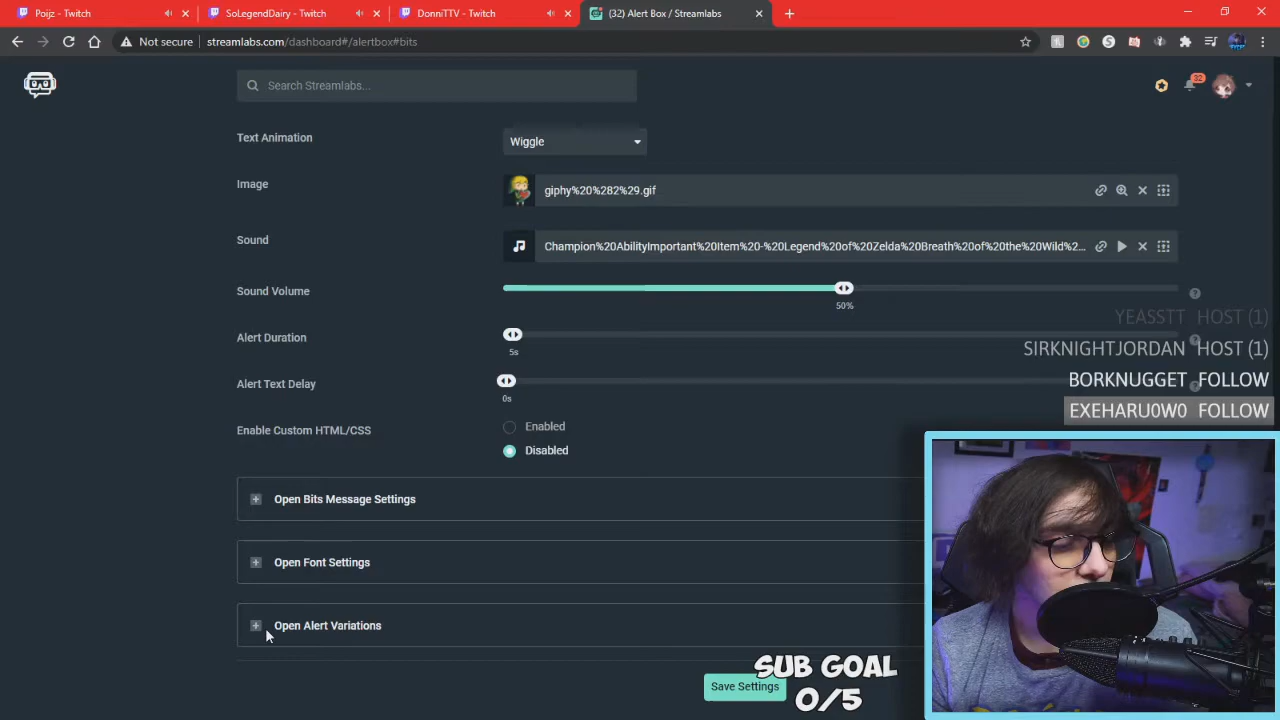 Poijz - Twitch
SoLegendDairy - Twitch
DonniTTV - Twitch
(32) Alert Box / Streamlabs
Not secure
streamlabs.com/dashboard#/alertbox#bits
Search Streamlabs...
32
Text Animation
Wiggle
Image
giphy%20%282%29.gif
Sound
Champion%20AbilityImportant%20Item%20-%20Legend%20of%20Zelda%20Breath%20of%20the%20Wild%2...
Sound Volume
50%
YEASSTT HOST (1)
Alert Duration
5s
SIRKNIGHTJORDAN HOST (1)
Alert Text Delay
0s
BORKNUGGET FOLLOW
EXEHARU0W0 FOLLOW
Enable Custom HTML/CSS
Enabled
Disabled
Open Bits Message Settings
Open Font Settings
Open Alert Variations
SUB GOAL
0/5
Save Settings